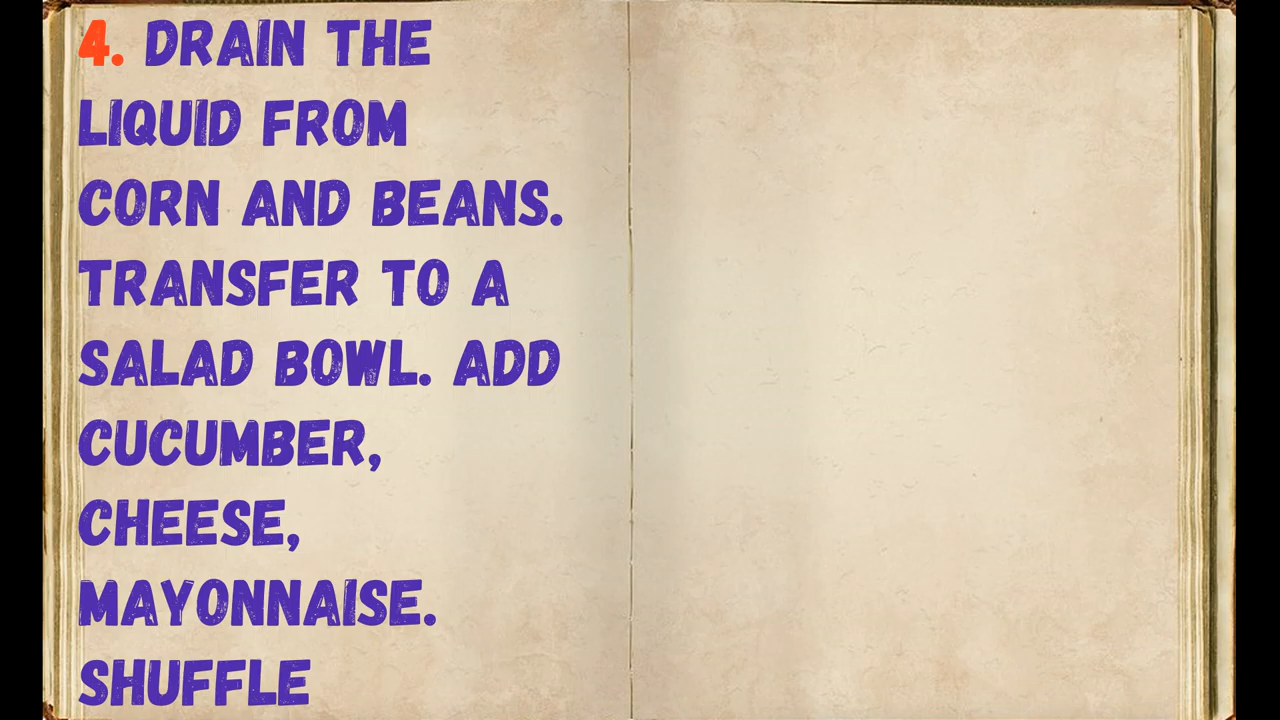 4. DRAIN THE
LIQUID FROM
CORN AND BEANS.
TRANSFER TO A
SALAD BOWL. ADD
CUCUMBER,
CHEESE,
MAYONNAISE.
SHUFFLE